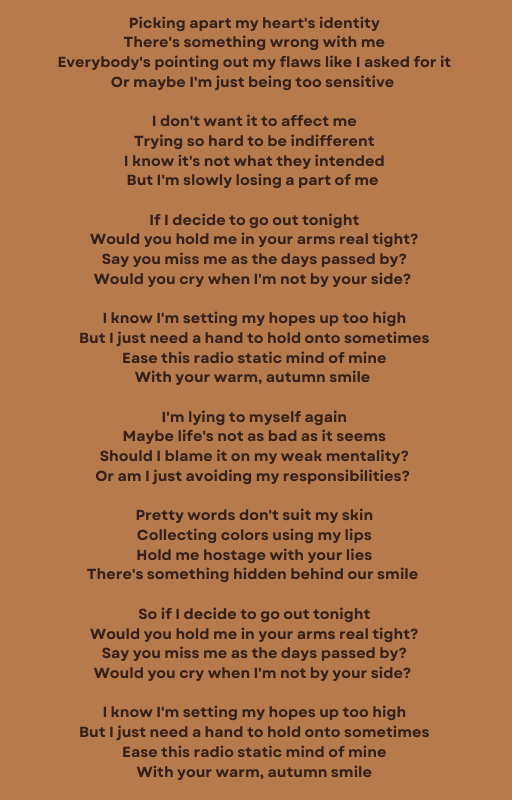 Picking apart my heart's identity
There's something wrong with me
Everybody's pointing out my flaws like I asked for it
Or maybe I'm just being too sensitive

I don't want it to affect me
Trying so hard to be indifferent
I know it's not what they intended
But I'm slowly losing a part of me

If I decide to go out tonight
Would you hold me in your arms real tight?
Say you miss me as the days passed by?
Would you cry when I'm not by your side?

I know I'm setting my hopes up too high
But I just need a hand to hold onto sometimes
Ease this radio static mind of mine
With your warm, autumn smile

I'm lying to myself again
Maybe life's not as bad as it seems
Should I blame it on my weak mentality?
Or am I just avoiding my responsibilities?

Pretty words don't suit my skin
Collecting colors using my lips
Hold me hostage with your lies
There's something hidden behind our smile

So if I decide to go out tonight
Would you hold me in your arms real tight?
Say you miss me as the days passed by?
Would you cry when I'm not by your side?

I know I'm setting my hopes up too high
But I just need a hand to hold onto sometimes
Ease this radio static mind of mine
With your warm, autumn smile